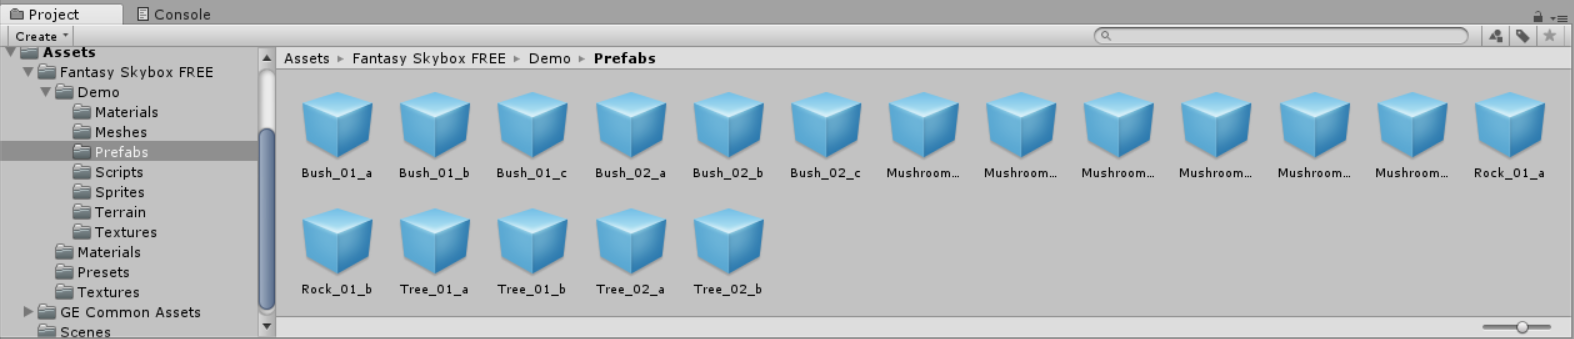 Project Console
Create
Assets
Fantasy Skybox FREE
Demo
Materials
Meshes
Prefabs
Scripts
Sprites
Terrain
Textures
Materials
Presets
Textures
GE Common Assets
Scenes
Assets Fantasy Skybox FREE Demo Prefabs
Bush_01_a Bush_01_b Bush_01_c Bush_02_a Bush_02_b Bush_02_c Mushroom... Mushroom... Mushroom... Mushroom... Mushroom... Mushroom... Rock_01_a
Rock_01_b Tree_01_a Tree_01_b Tree_02_a Tree_02_b